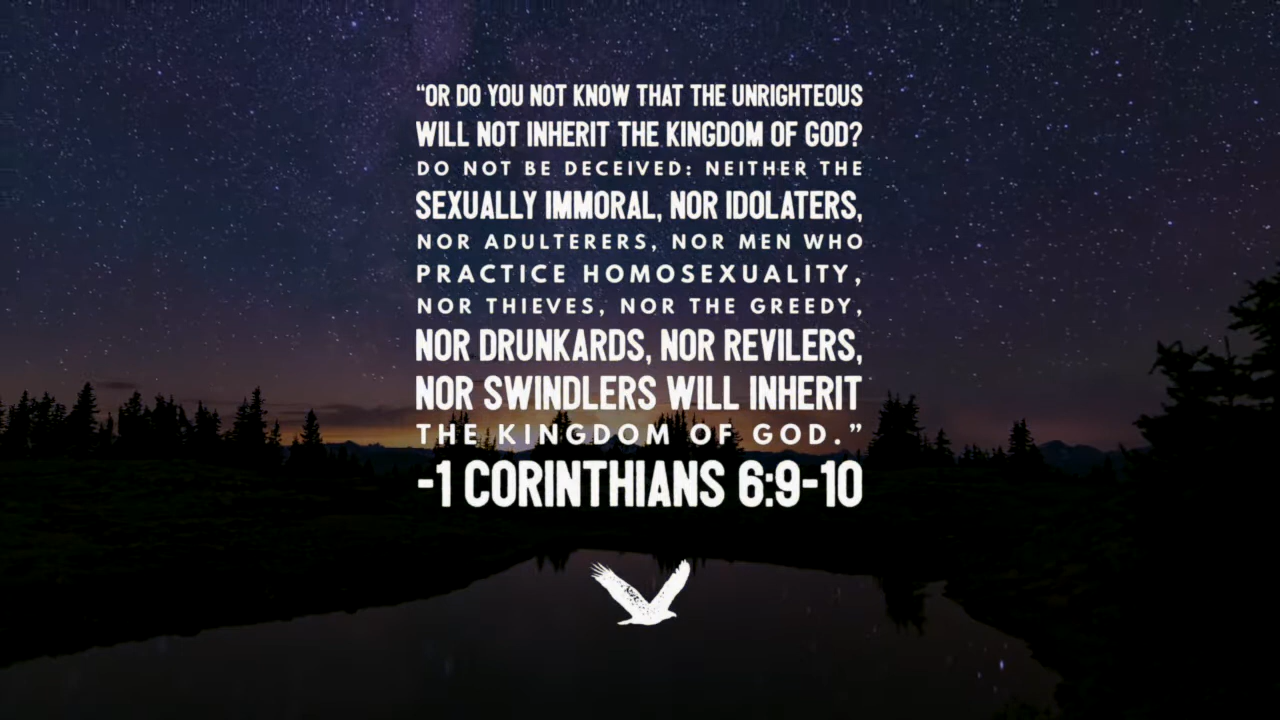 “OR DO YOU NOT KNOW THAT THE UNRIGHTEOUS
WILL NOT INHERIT THE KINGDOM OF GOD?
DO NOT BE DECEIVED: NEITHER THE
SEXUALLY IMMORAL, NOR IDOLATERS,
NOR ADULTERERS, NOR MEN WHO
PRACTICE HOMOSEXUALITY,
NOR THIEVES, NOR THE GREEDY,
NOR DRUNKARDS, NOR REVILERS,
NOR SWINDLERS WILL INHERIT
THE KINGDOM OF GOD.”
-1 CORINTHIANS 6:9-10